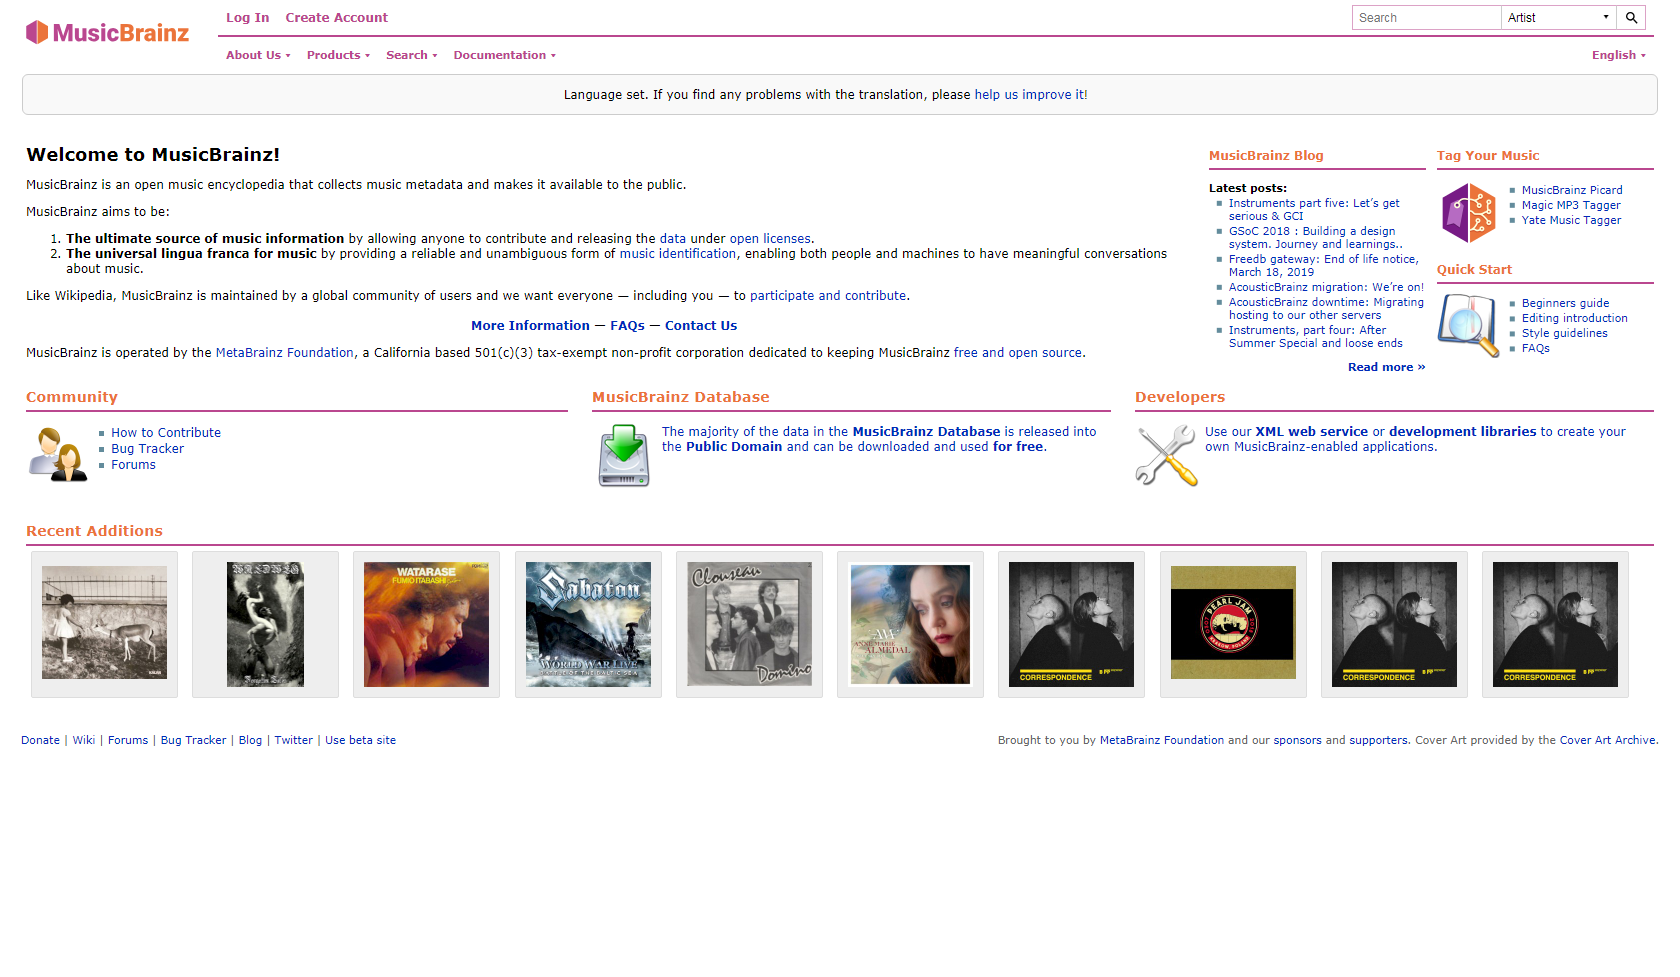 MusicBrainz
Log In Create Account
Search Artist
About Us Products Search Documentation English
Language set. If you find any problems with the translation, please help us improve it!
Welcome to MusicBrainz!
MusicBrainz is an open music encyclopedia that collects music metadata and makes it available to the public.
MusicBrainz aims to be:
1. The ultimate source of music information by allowing anyone to contribute and releasing the data under open licenses.
2. The universal lingua franca for music by providing a reliable and unambiguous form of music identification, enabling both people and machines to have meaningful conversations
about music.
Like Wikipedia, MusicBrainz is maintained by a global community of users and we want everyone — including you — to participate and contribute.
More Information — FAQs — Contact Us
MusicBrainz is operated by the MetaBrainz Foundation, a California based 501(c)(3) tax-exempt non-profit corporation dedicated to keeping MusicBrainz free and open source.
MusicBrainz Blog
Latest posts:
Instruments part five: Let's get
serious & GCI
GSoC 2018 : Building a design
system. Journey and learnings..
Freedb gateway: End of life notice,
March 18, 2019
AcousticBrainz migration: We're on!
AcousticBrainz downtime: Migrating
hosting to our other servers
Instruments, part four: After
Summer Special and loose ends
Read more »
Tag Your Music
MusicBrainz Picard
Magic MP3 Tagger
Yate Music Tagger
Quick Start
Beginners guide
Editing introduction
Style guidelines
FAQs
Community
How to Contribute
Bug Tracker
Forums
MusicBrainz Database
The majority of the data in the MusicBrainz Database is released into
the Public Domain and can be downloaded and used for free.
Developers
Use our XML web service or development libraries to create your
own MusicBrainz-enabled applications.
Recent Additions
WATARASE
FUMIO ITABASHI
Sabaton
WORLD WAR LIVE
BATTLE OF THE BALTIC SEA
Clouseau
Domino
ALMEDAL
CORRESPONDENCE
PEARL JAM
CORRESPONDENCE
CORRESPONDENCE
Donate | Wiki | Forums | Bug Tracker | Blog | Twitter | Use beta site
Brought to you by MetaBrainz Foundation and our sponsors and supporters. Cover Art provided by the Cover Art Archive.